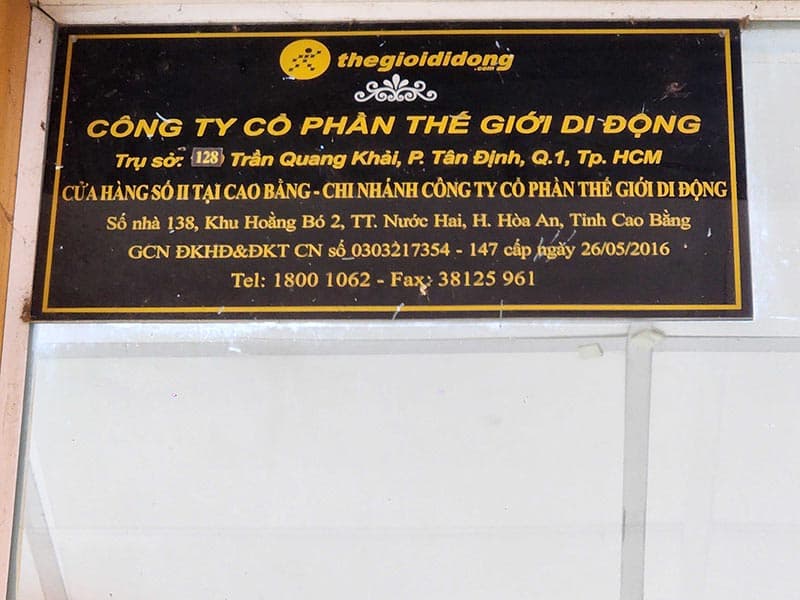 thegioididong
.com
CÔNG TY CỔ PHẦN THẾ GIỚI DI ĐỘNG
Trụ sở: 128 Trần Quang Khải, P. Tân Định, Q.1, Tp. HCM
CỬA HÀNG SỐ II TẠI CAO BẰNG - CHI NHÁNH CÔNG TY CỔ PHẦN THẾ GIỚI DI ĐỘNG
Số nhà 138, Khu Hoằng Bó 2, TT. Nước Hai, H. Hòa An, Tỉnh Cao Bằng
GCN ĐKHĐ&ĐKT CN số 0303217354 - 147 cấp ngày 26/05/2016
Tel: 1800 1062 - Fax: 38125 961